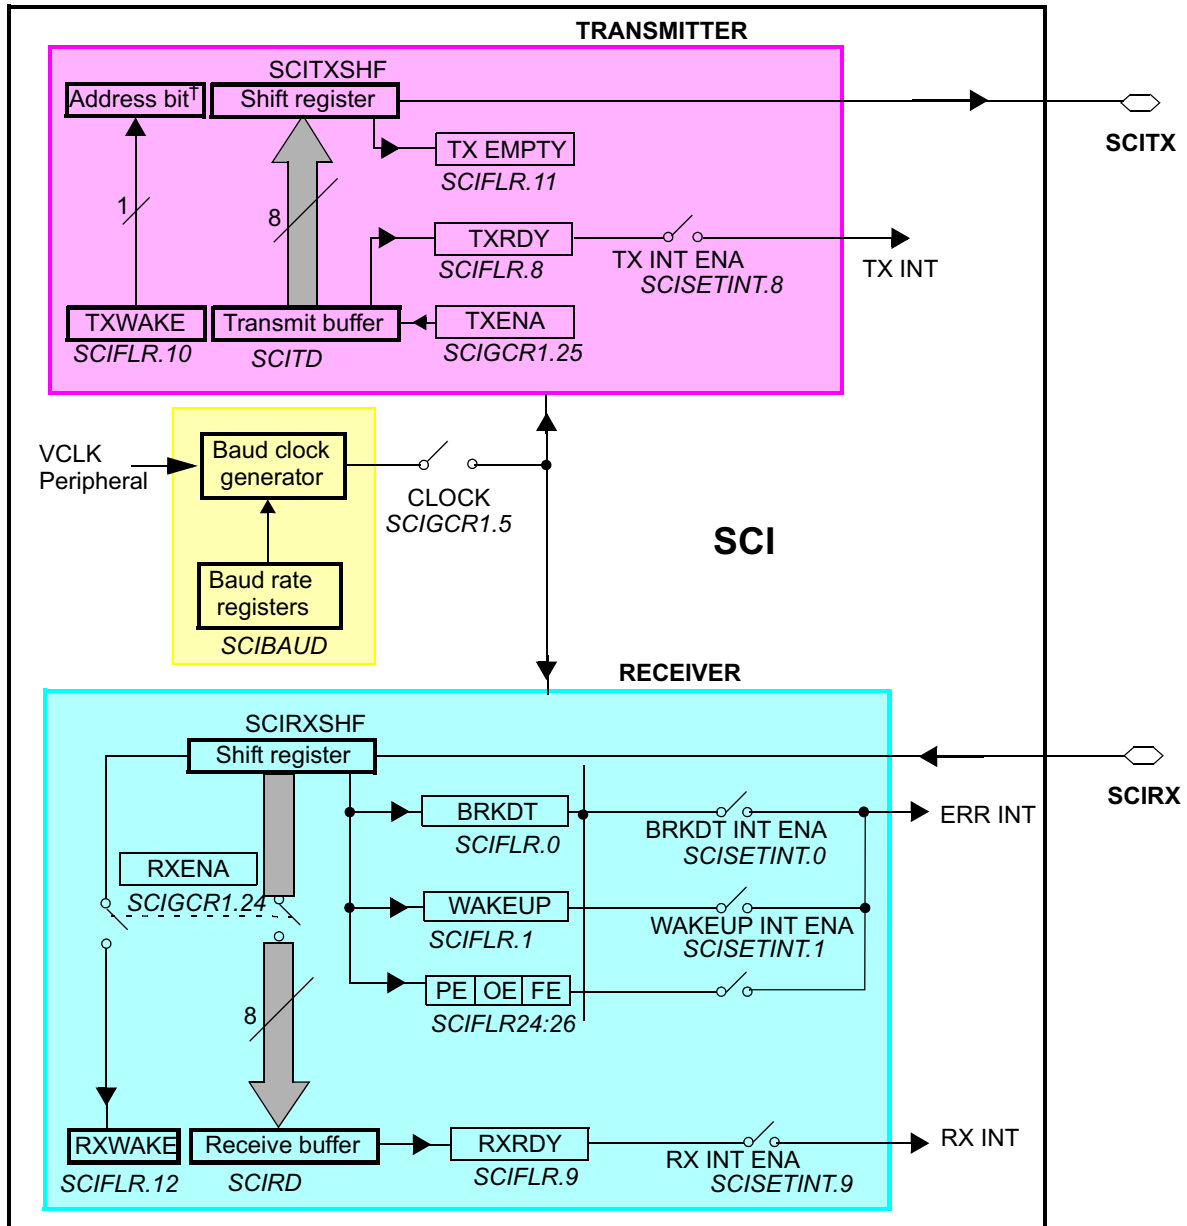 TRANSMITTER
SCITXSHF
Address bit†
Shift register
TX EMPTY
SCIFLR.11
SCITX
1
8
TXRDY
SCIFLR.8
TX INT ENA
SCISETINT.8
TX INT
TXWAKE
SCIFLR.10
Transmit buffer
SCITD
TXENA
SCIGCR1.25
VCLK
Peripheral
Baud clock
generator
CLOCK
SCIGCR1.5
SCI
Baud rate
registers
SCIBAUD
RECEIVER
SCIRXSHF
Shift register
SCIRX
BRKDT
SCIFLR.0
BRKDT INT ENA
SCISETINT.0
ERR INT
RXENA
SCIGCR1.24
WAKEUP
SCIFLR.1
WAKEUP INT ENA
SCISETINT.1
PE OE FE
SCIFLR24:26
8
RXWAKE
SCIFLR.12
Receive buffer
SCIRD
RXRDY
SCIFLR.9
RX INT ENA
SCISETINT.9
RX INT